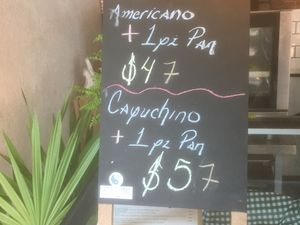 Americano
+ 1 pz Pan
$47
Capuchino
+ 1 pz Pan
$57